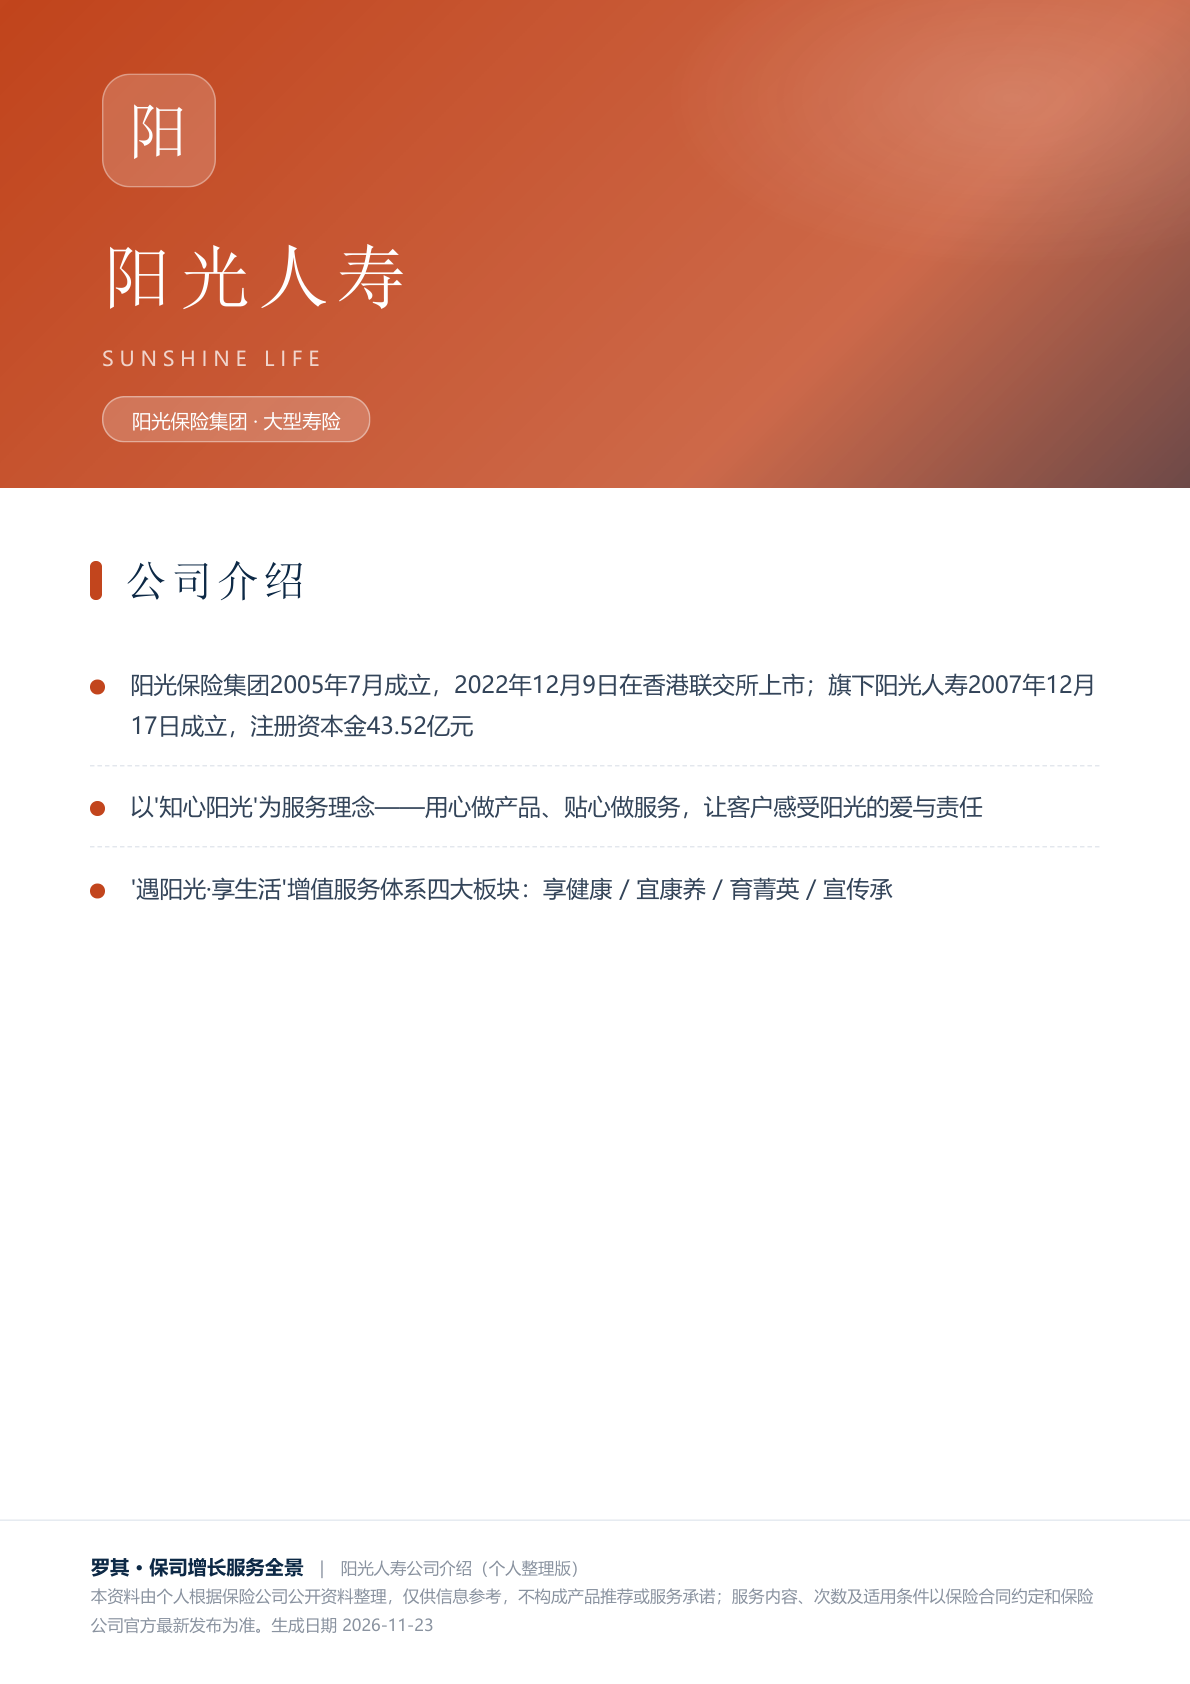 阳
阳光人寿
SUNSHINE LIFE
阳光保险集团 · 大型寿险
公司介绍
阳光保险集团2005年7月成立，2022年12月9日在香港联交所上市；旗下阳光人寿2007年12月
17日成立，注册资本金43.52亿元
以'知心阳光'为服务理念——用心做产品、贴心做服务，让客户感受阳光的爱与责任
'遇阳光·享生活'增值服务体系四大板块：享健康 / 宜康养 / 育菁英 / 宣传承
罗其 • 保司增长服务全景 | 阳光人寿公司介绍（个人整理版）
本资料由个人根据保险公司公开资料整理，仅供信息参考，不构成产品推荐或服务承诺；服务内容、次数及适用条件以保险合同约定和保险
公司官方最新发布为准。生成日期 2026-11-23